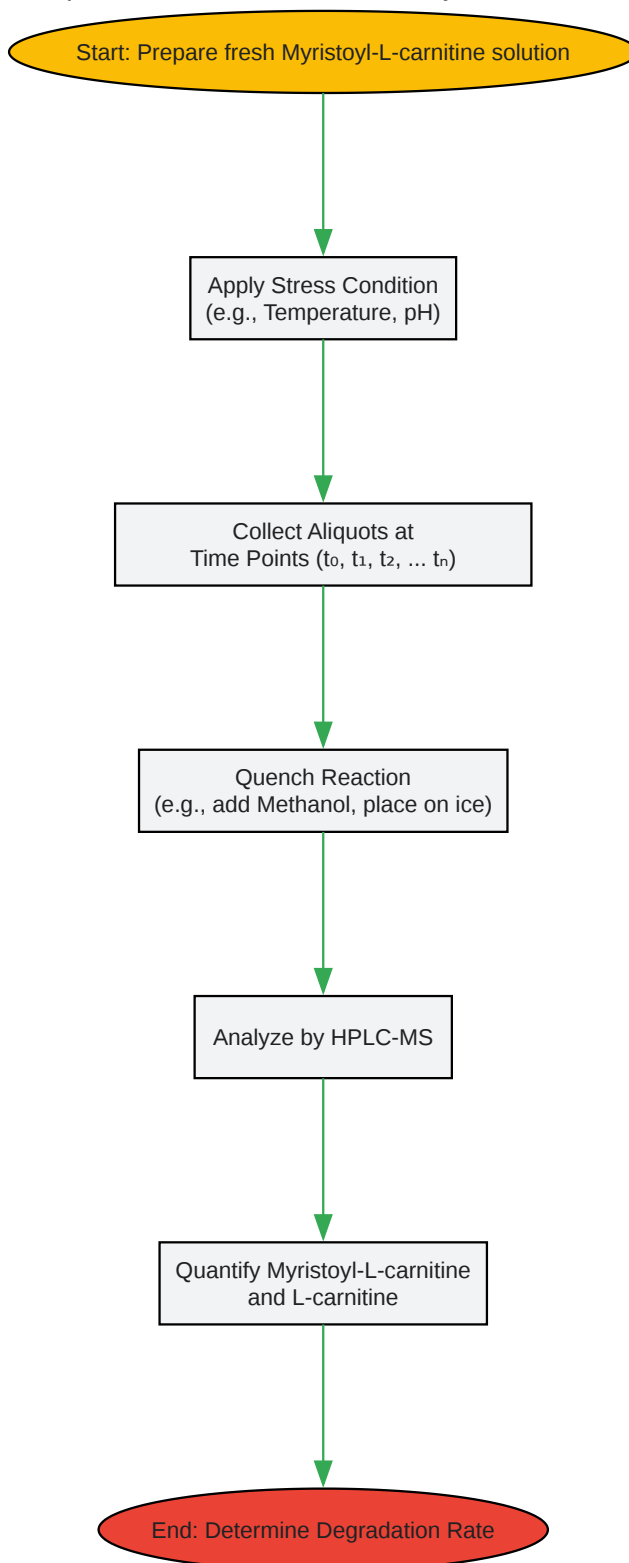 Start: Prepare fresh Myristoyl-L-carnitine solution
Apply Stress Condition
(e.g., Temperature, pH)
Collect Aliquots at
Time Points (t₀, t₁, t₂, ... tₙ)
Quench Reaction
(e.g., add Methanol, place on ice)
Analyze by HPLC-MS
Quantify Myristoyl-L-carnitine
and L-carnitine
End: Determine Degradation Rate